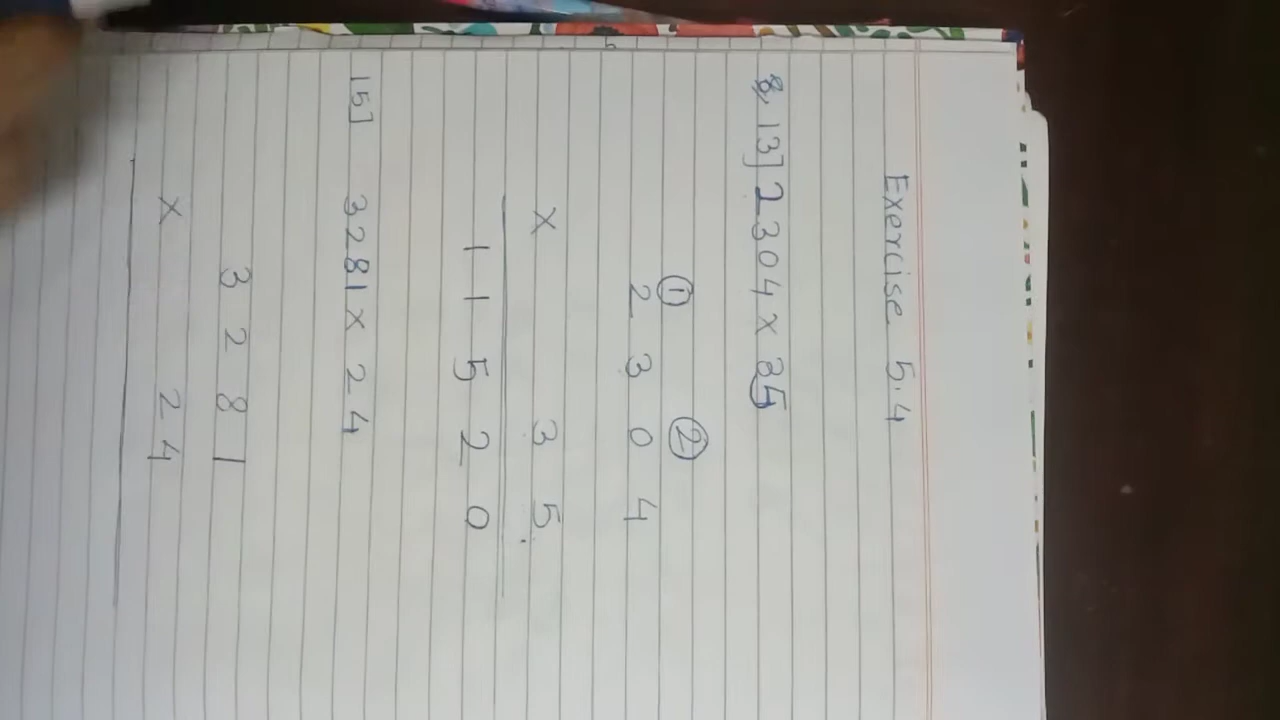 Exercise 5.4
8, 13] 2304 x 35
① ②
2 3 0 4
x 3 5
1 1 5 2 0
15] 3281 x 24
3 2 8 1
x 2 4